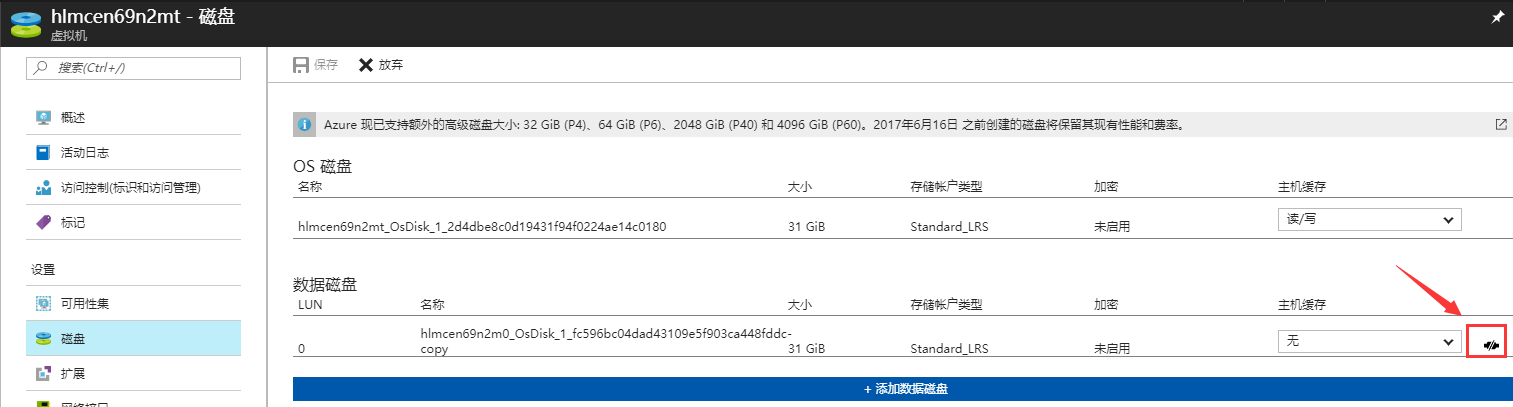 hlmcen69n2mt - 磁盘
虚拟机
搜索(Ctrl+/)
概述
活动日志
访问控制(标识和访问管理)
标记
设置
可用性集
磁盘
扩展
网络接口
保存 放弃
Azure 现已支持额外的高级磁盘大小: 32 GiB (P4)、64 GiB (P6)、2048 GiB (P40) 和 4096 GiB (P60)。2017年6月16日 之前创建的磁盘将保留其现有性能和费率。
OS 磁盘
名称 大小 存储帐户类型 加密 主机缓存
hlmcen69n2mt_OsDisk_1_2d4dbe8c0d19431f94f0224ae14c0180 31 GiB Standard_LRS 未启用 读/写
数据磁盘
LUN 名称 大小 存储帐户类型 加密 主机缓存
0 hlmcen69n2m0_OsDisk_1_fc596bc04dad43109e5f903ca448fddc- 31 GiB Standard_LRS 未启用 无
copy
+ 添加数据磁盘